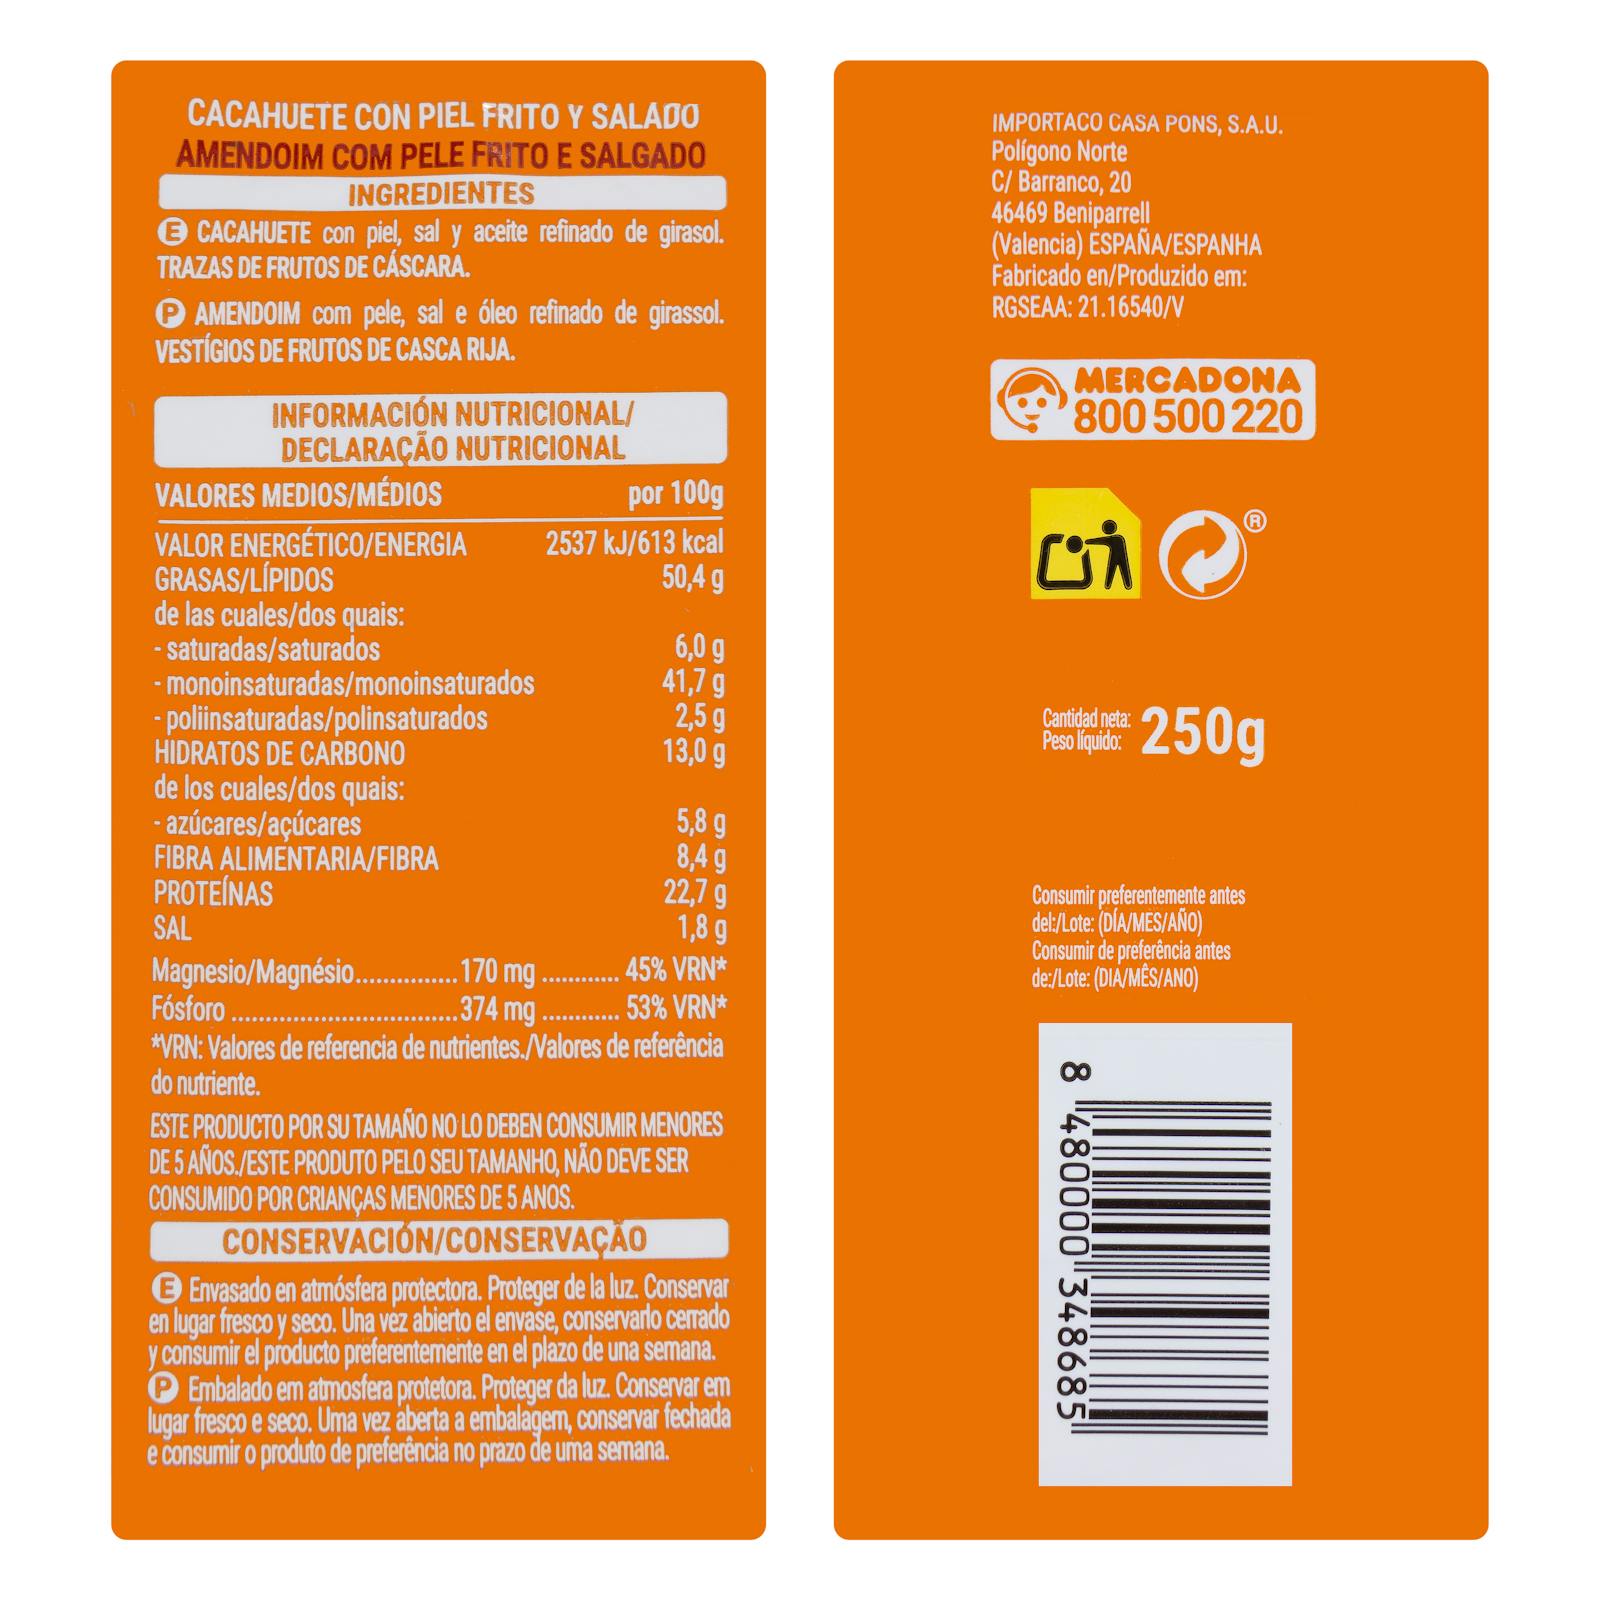 CACAHUETE CON PIEL FRITO Y SALADO
AMENDOIM COM PELE FRITO E SALGADO
INGREDIENTES
E CACAHUETE con piel, sal y aceite refinado de girasol.
TRAZAS DE FRUTOS DE CÁSCARA.
P AMENDOIM com pele, sal e óleo refinado de girassol.
VESTÍGIOS DE FRUTOS DE CASCA RIJA.
INFORMACIÓN NUTRICIONAL/
DECLARAÇÃO NUTRICIONAL
VALORES MEDIOS/MÉDIOS por 100g
VALOR ENERGÉTICO/ENERGIA 2537 kJ/613 kcal
GRASAS/LÍPIDOS 50,4 g
de las cuales/dos quais:
- saturadas/saturados 6,0 g
- monoinsaturadas/monoinsaturados 41,7 g
- poliinsaturadas/polinsaturados 2,5 g
HIDRATOS DE CARBONO 13,0 g
de los cuales/dos quais:
- azúcares/açúcares 5,8 g
FIBRA ALIMENTARIA/FIBRA 8,4 g
PROTEÍNAS 22,7 g
SAL 1,8 g
Magnesio/Magnésio.............. 170 mg ............ 45% VRN*
Fósforo ............................... 374 mg ............ 53% VRN*
*VRN: Valores de referencia de nutrientes./Valores de referência
do nutriente.
ESTE PRODUCTO POR SU TAMAÑO NO LO DEBEN CONSUMIR MENORES
DE 5 AÑOS./ESTE PRODUTO PELO SEU TAMANHO, NÃO DEVE SER
CONSUMIDO POR CRIANÇAS MENORES DE 5 ANOS.
CONSERVACIÓN/CONSERVAÇÃO
E Envasado en atmósfera protectora. Proteger de la luz. Conservar
en lugar fresco y seco. Una vez abierto el envase, conservarlo cerrado
y consumir el producto preferentemente en el plazo de una semana.
P Embalado em atmosfera protetora. Proteger da luz. Conservar em
lugar fresco e seco. Uma vez aberta a embalagem, conservar fechada
e consumir o produto de preferência no prazo de uma semana.
IMPORTACO CASA PONS, S.A.U.
Polígono Norte
C/ Barranco, 20
46469 Beniparrell
(Valencia) ESPAÑA/ESPANHA
Fabricado en/Produzido em:
RGSEAA: 21.16540/V
MERCADONA
800 500 220
®
Cantidad neta:
Peso líquido: 250g
Consumir preferentemente antes
del:/Lote: (DÍA/MES/AÑO)
Consumir de preferência antes
de:/Lote: (DIA/MÊS/ANO)
8 480000 348685